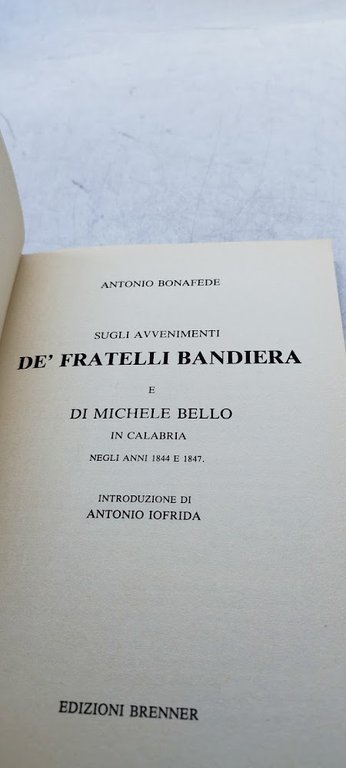 ANTONIO BONAFEDE
SUGLI AVVENIMENTI
DE' FRATELLI BANDIERA
E
DI MICHELE BELLO
IN CALABRIA
NEGLI ANNI 1844 E 1847.
INTRODUZIONE DI
ANTONIO IOFRIDA
EDIZIONI BRENNER